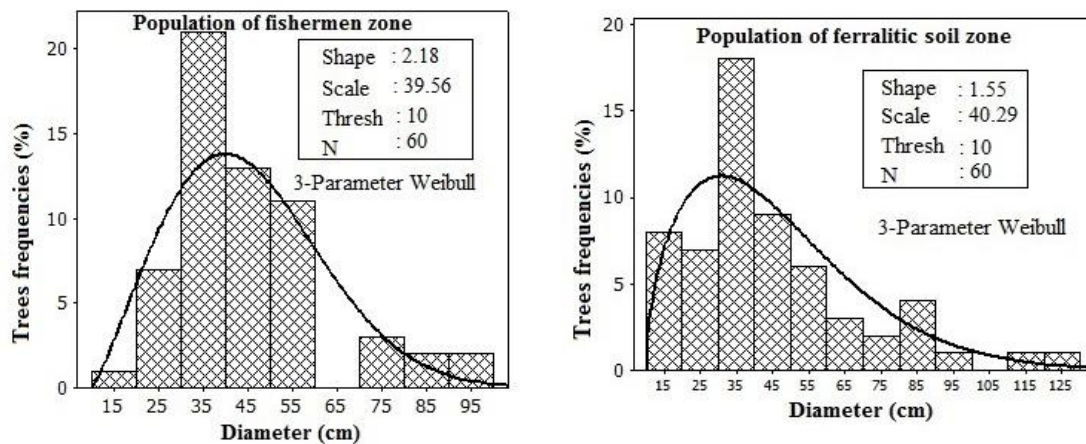 Population of fishermen zone
Shape : 2.18
Scale : 39.56
Thresh : 10
N : 60
3-Parameter Weibull
Trees frequencies (%)
20
15
10
5
0
15 25 35 45 55 65 75 85 95
Diameter (cm)
Population of ferralitic soil zone
Shape : 1.55
Scale : 40.29
Thresh : 10
N : 60
3-Parameter Weibull
Trees frequencies (%)
20
15
10
5
0
15 25 35 45 55 65 75 85 95 105 115 125
Diameter (cm)